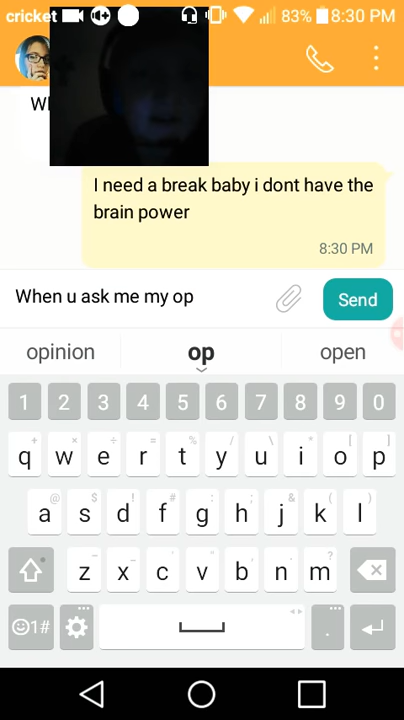 cricket 83% 8:30 PM
I need a break baby i dont have the
brain power
8:30 PM
When u ask me my op
Send
opinion op open
1 2 3 4 5 6 7 8 9 0
+ × ÷ = % / \ * [ ]
q w e r t y u i o p
@ $ ! # : ; & ( )
a s d f g h j k l
?
z x c v b n m
1# .